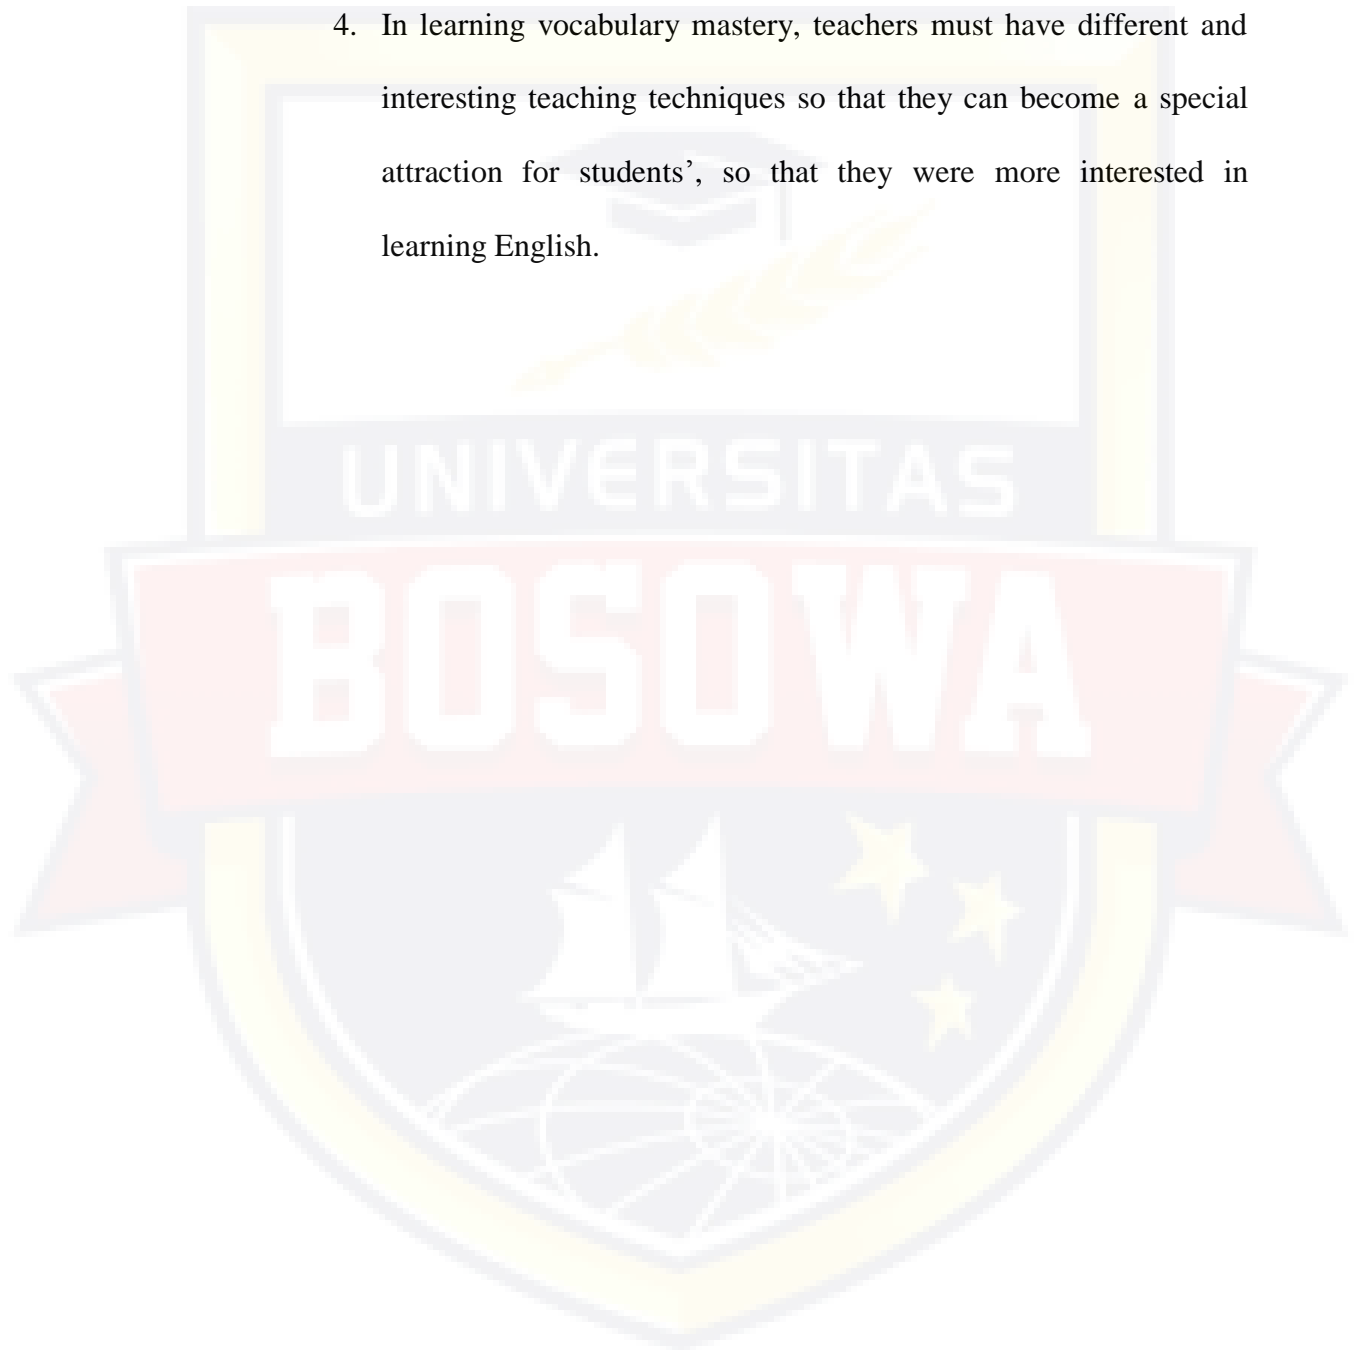 4. In learning vocabulary mastery, teachers must have different and
interesting teaching techniques so that they can become a special
attraction for students’, so that they were more interested in
learning English.
UNIVERSITAS
BOSOWA